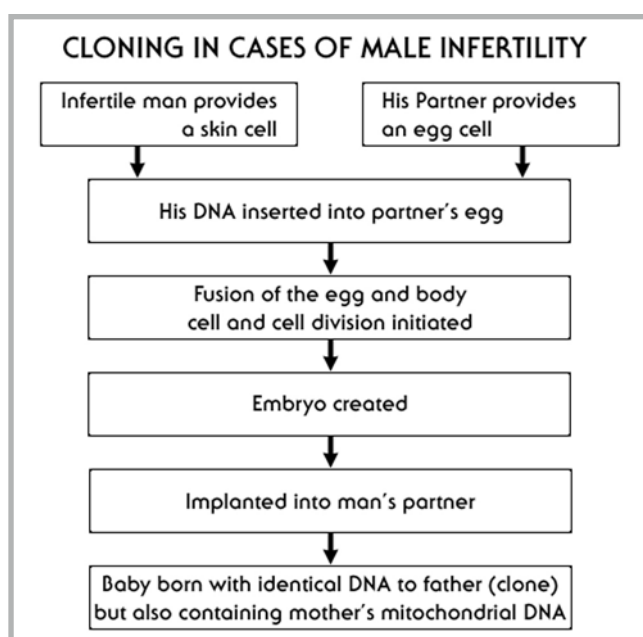 CLONING IN CASES OF MALE INFERTILITY
Infertile man provides
a skin cell
His Partner provides
an egg cell
His DNA inserted into partner's egg
Fusion of the egg and body
cell and cell division initiated
Embryo created
Implanted into man's partner
Baby born with identical DNA to father (clone)
but also containing mother's mitochondrial DNA